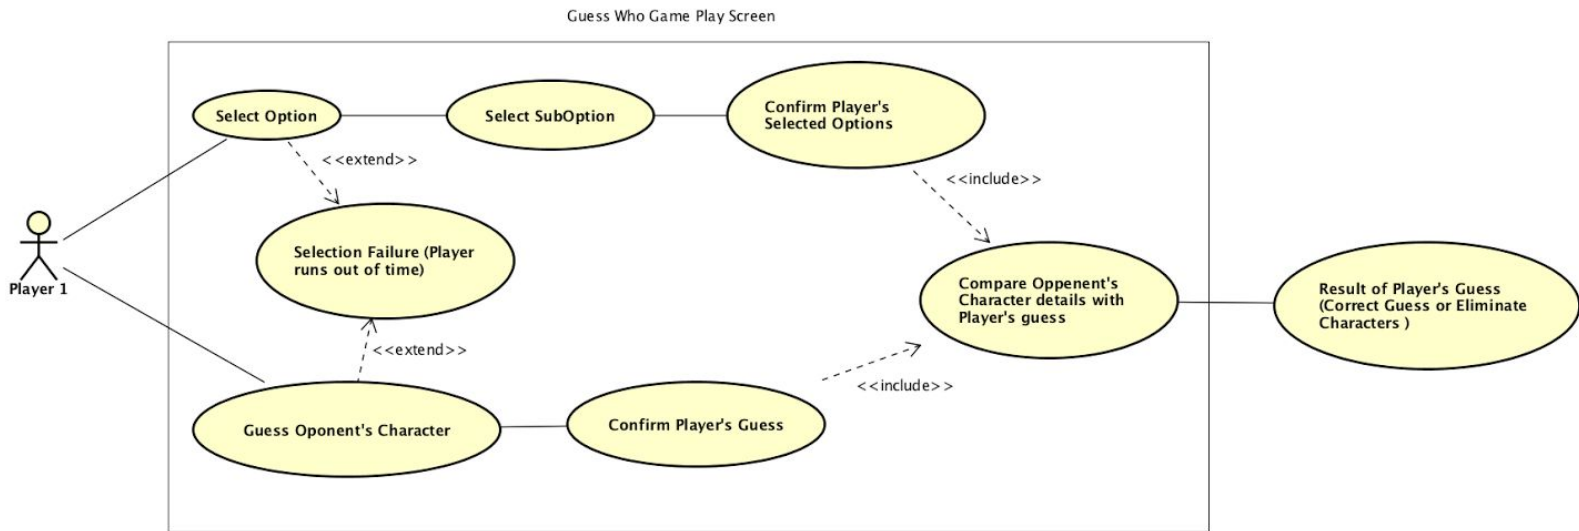 Guess Who Game Play Screen
Select Option
Select SubOption
Confirm Player's
Selected Options
<<extend>>
<<include>>
Selection Failure (Player
runs out of time)
Player 1
Compare Oppenent's
Character details with
Player's guess
Result of Player's Guess
(Correct Guess or Eliminate
Characters )
<<extend>>
<<include>>
Guess Oponent's Character
Confirm Player's Guess